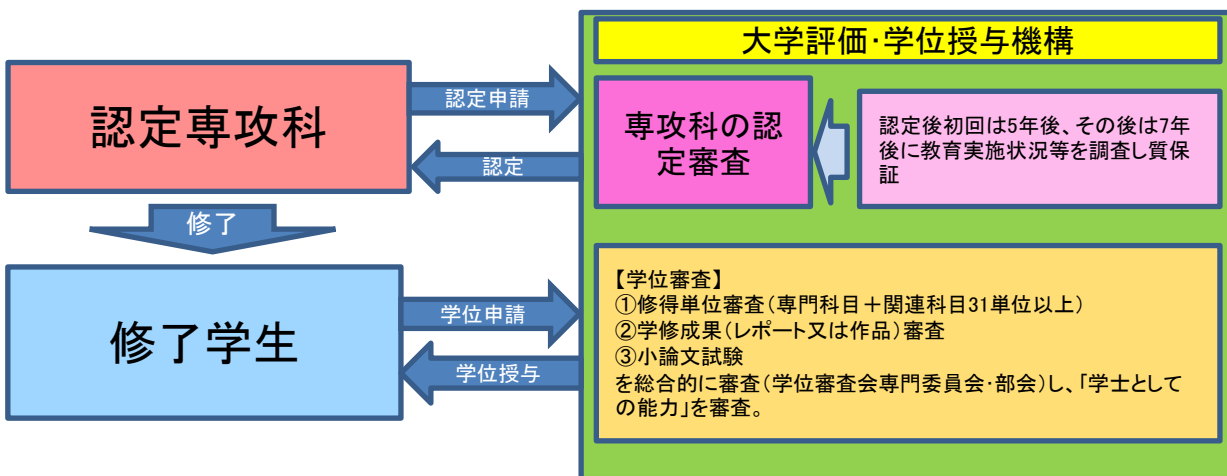 大学評価・学位授与機構
認定専攻科
認定申請
認定
専攻科の認
定審査
認定後初回は5年後、その後は7年
後に教育実施状況等を調査し質保
証
修了
修了学生
学位申請
学位授与
【学位審査】
①修得単位審査(専門科目+関連科目31単位以上)
②学修成果(レポート又は作品)審査
③小論文試験
を総合的に審査(学位審査会専門委員会・部会)し、「学士として
の能力」を審査。